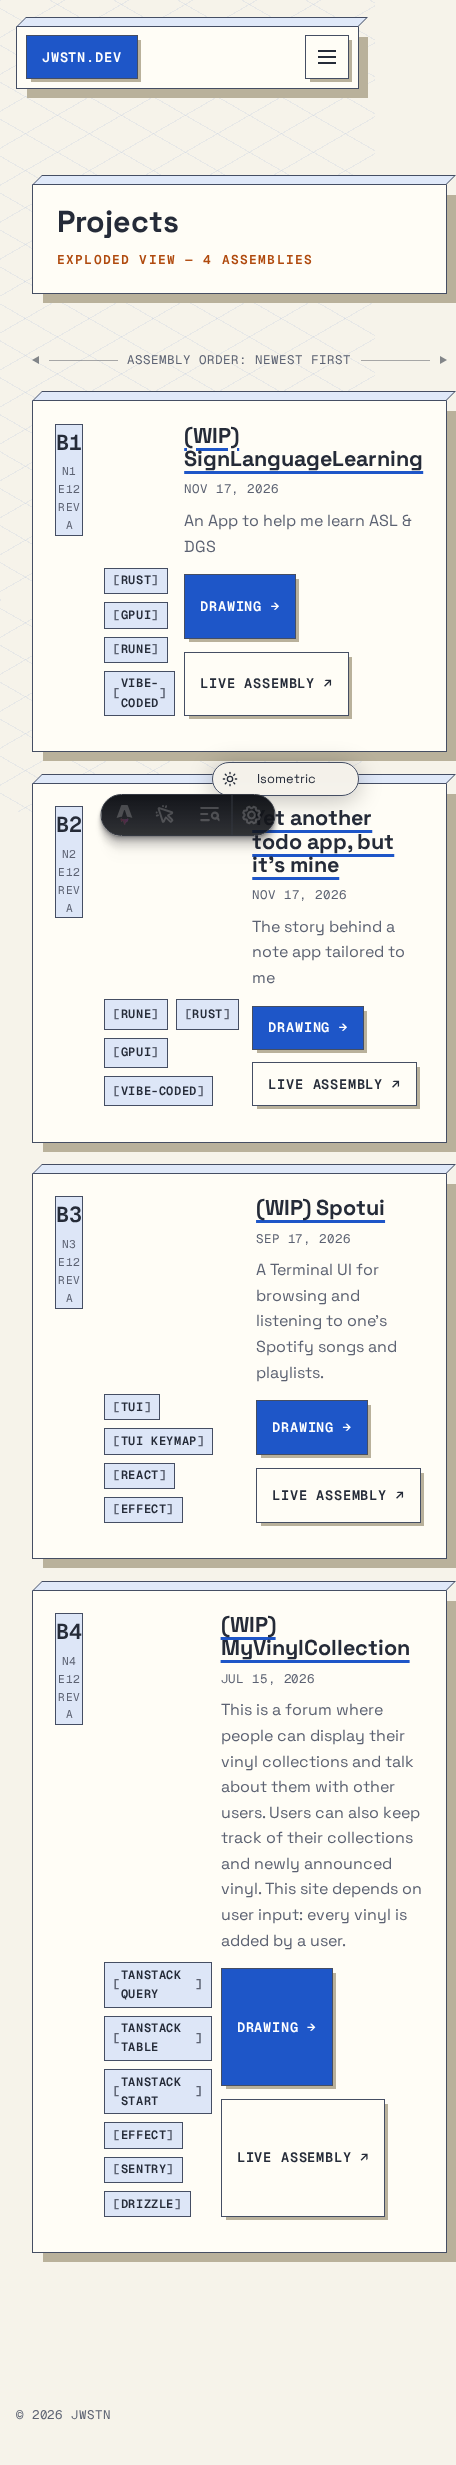 JWSTN.DEV
Projects
EXPLODED VIEW — 4 ASSEMBLIES
ASSEMBLY ORDER: NEWEST FIRST
B1
N1
E12
REV
A
(WIP)
SignLanguageLearning
NOV 17, 2026
An App to help me learn ASL &
DGS
[RUST]
[GPUI]
[RUNE]
[VIBE-
CODED]
DRAWING →
LIVE ASSEMBLY ↗
Isometric
B2
N2
E12
REV
A
another
todo app, but
it's mine
NOV 17, 2026
The story behind a
note app tailored to
me
[RUNE] [RUST]
[GPUI]
[VIBE-CODED]
DRAWING →
LIVE ASSEMBLY ↗
B3
N3
E12
REV
A
(WIP) Spotui
SEP 17, 2026
A Terminal UI for
browsing and
listening to one's
Spotify songs and
playlists.
[TUI]
[TUI KEYMAP]
[REACT]
[EFFECT]
DRAWING →
LIVE ASSEMBLY ↗
B4
N4
E12
REV
A
(WIP)
MyVinylCollection
JUL 15, 2026
This is a forum where
people can display their
vinyl collections and talk
about them with other
users. Users can also keep
track of their collections
and newly announced
vinyl. This site depends on
user input: every vinyl is
added by a user.
[TANSTACK
QUERY]
[TANSTACK
TABLE]
[TANSTACK
START]
[EFFECT]
[SENTRY]
[DRIZZLE]
DRAWING →
LIVE ASSEMBLY ↗
© 2026 JWSTN